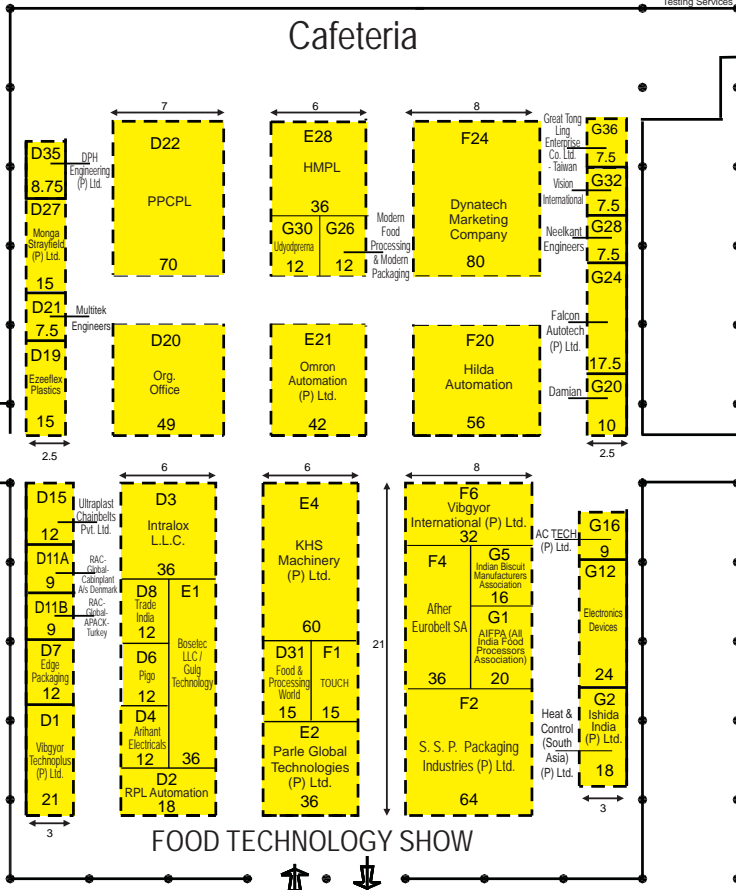 Testing Services
Cafeteria
7
6
8
D35
8.75
DPH
Engineering
(P) Ltd.
D27
Monga
Strayfield
(P) Ltd.
15
D21
7.5
Multitek
Engineers
D19
Ezeeflex
Plastics
15
2.5
D22
PPCPL
70
D20
Org.
Office
49
E28
HMPL
36
G30
Udyodprerna
12
G26
12
Modern
Food
Processing
& Modern
Packaging
E21
Omron
Automation
(P) Ltd.
42
F24
Dynatech
Marketing
Company
80
F20
Hilda
Automation
56
Great Tong
Ling
Enterprise
Co. Ltd.
- Taiwan
G36
7.5
Vision
International
G32
7.5
Neelkant
Engineers
G28
7.5
G24
Falcon
Autotech
(P) Ltd.
17.5
Damian
G20
10
2.5
6
6
8
D15
12
Ultraplast
Chainbelts
Pvt. Ltd.
D11A
9
RAC-
Global-
Cabinplant
A/s Denmark
D11B
9
RAC-
Global-
APACK-
Turkey
D7
Edge
Packaging
12
D1
Vibgyor
Technoplus
(P) Ltd.
21
3
D3
Intralox
L.L.C.
36
D8
Trade
India
12
D6
Pigo
12
D4
Arihant
Electricals
12
E1
Bosetec
LLC /
Gulg
Technology
36
D2
RPL Automation
18
E4
KHS
Machinery
(P) Ltd.
60
D31
Food &
Processing
World
15
F1
TOUCH
15
E2
Parle Global
Technologies
(P) Ltd.
36
21
F6
Vibgyor
International (P) Ltd.
32
F4
Afher
Eurobelt SA
36
G5
Indian Biscuit
Manufacturers
Association
16
G1
AIFPA (All
India Food
Processors
Association)
20
F2
S. S. P. Packaging
Industries (P) Ltd.
64
AC TECH
(P) Ltd.
G16
9
G12
Electronics
Devices
24
G2
Ishida
India
(P) Ltd.
18
Heat &
Control
(South
Asia)
(P) Ltd.
3
FOOD TECHNOLOGY SHOW